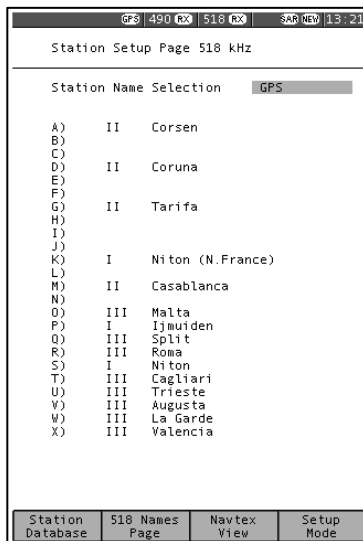 GPS 490 RX 518 RX SAR NEW 13:21
Station Setup Page 518 kHz
Station Name Selection GPS
A) II Corsen
B)
C)
D) II Coruna
E)
F)
G) II Tarifa
H)
I)
J)
K) I Niton (N.France)
L)
M) II Casablanca
N)
O) III Malta
P) I Ijmuiden
Q) III Split
R) III Roma
S) I Niton
T) III Cagliari
U) III Trieste
V) III Augusta
W) III La Garde
X) III Valencia
Station Database 518 Names Page Navtex View Setup Mode